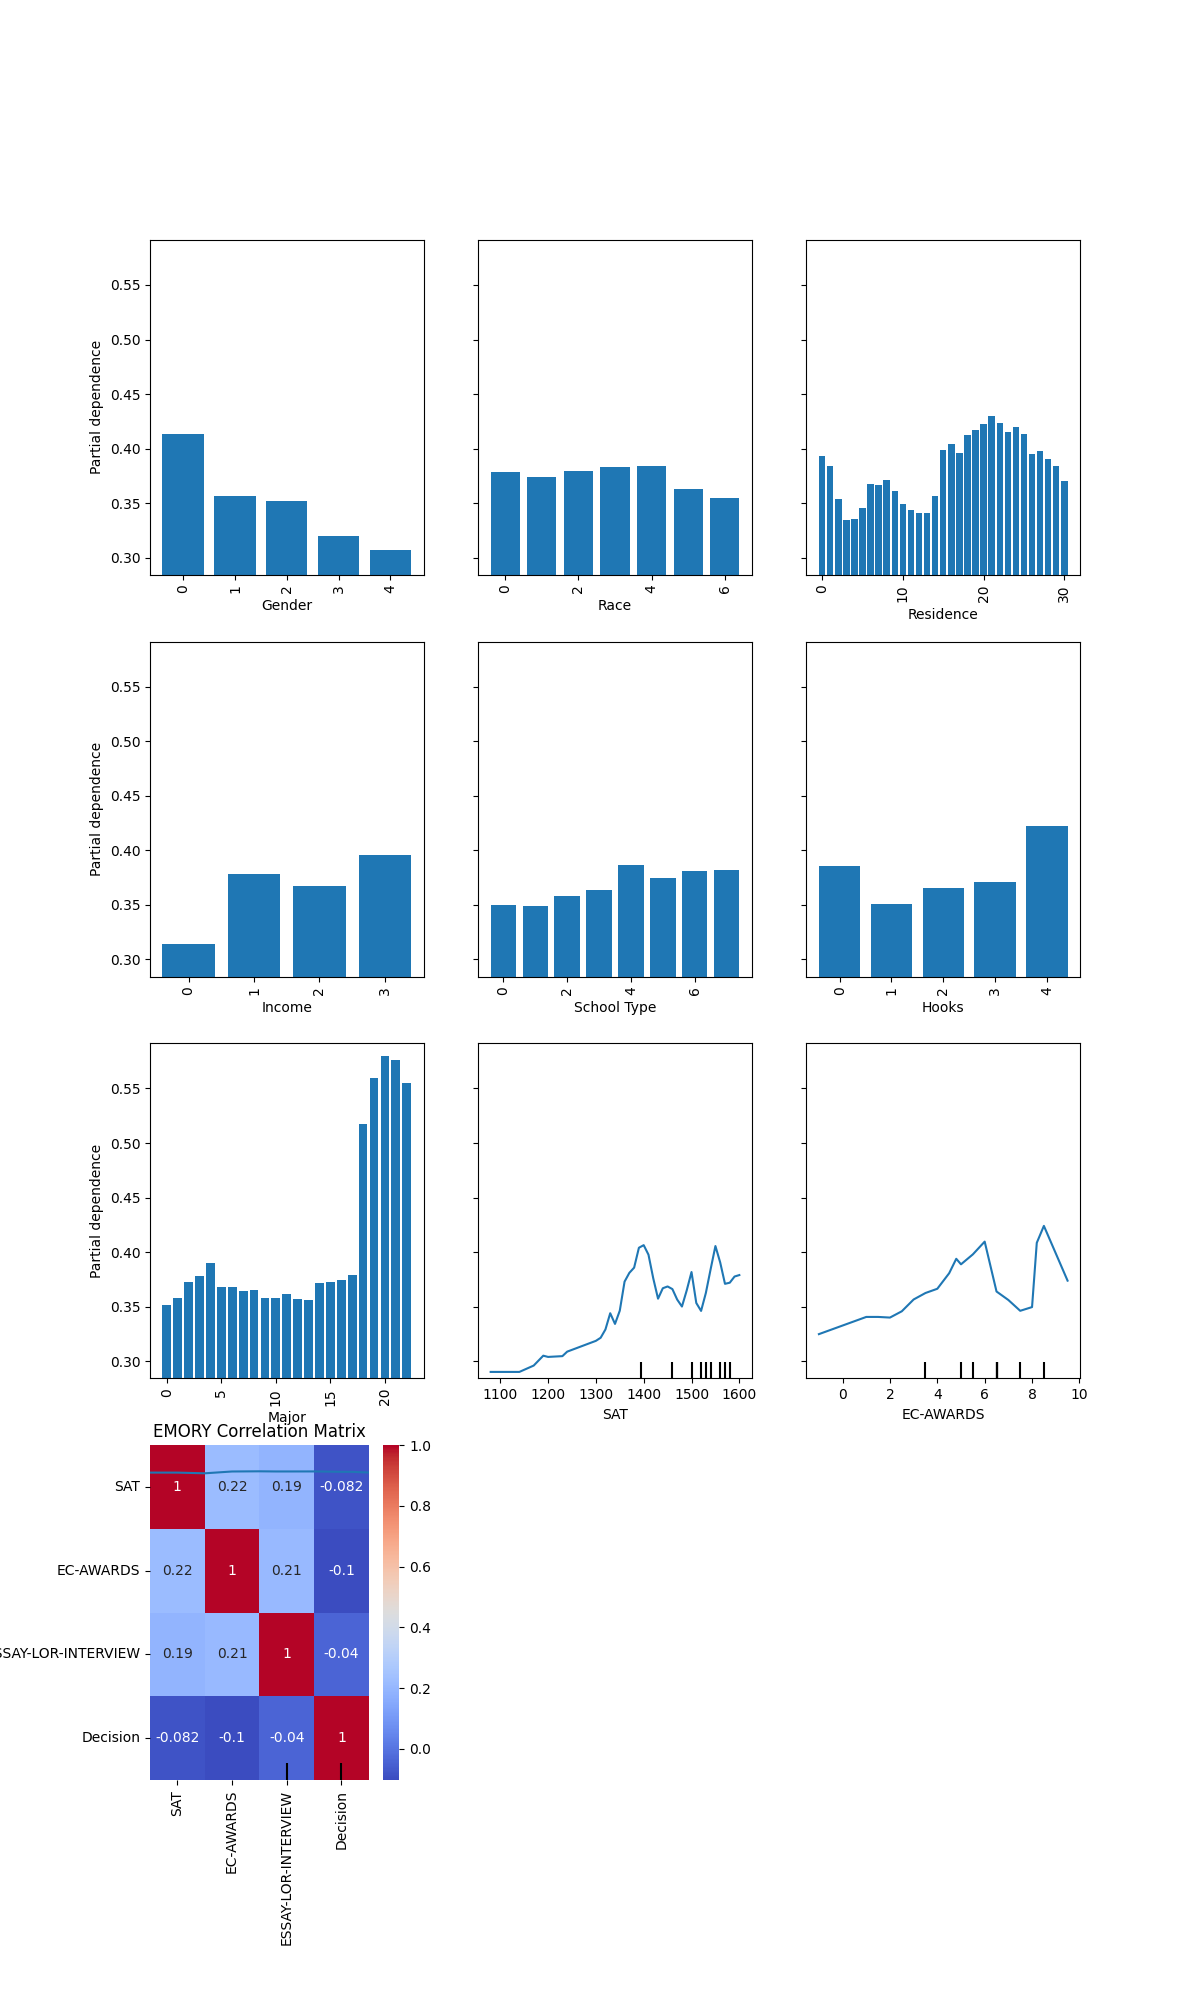 Partial dependence
0.55
0.50
0.45
0.40
0.35
0.30
0 1 2 3 4
Gender
0 2 4 6
Race
0 10 20 30
Residence
Partial dependence
0.55
0.50
0.45
0.40
0.35
0.30
0 1 2 3
Income
0 2 4 6
School Type
0 1 2 3 4
Hooks
Partial dependence
0.55
0.50
0.45
0.40
0.35
0.30
0 5 10 15 20
Major
1100 1200 1300 1400 1500 1600
SAT
0 2 4 6 8 10
EC-AWARDS
EMORY Correlation Matrix
SAT 1 0.22 0.19 -0.082
EC-AWARDS 0.22 1 0.21 -0.1
SSAY-LOR-INTERVIEW 0.19 0.21 1 -0.04
Decision -0.082 -0.1 -0.04 1
SAT
EC-AWARDS
ESSAY-LOR-INTERVIEW
Decision
1.0
0.8
0.6
0.4
0.2
0.0